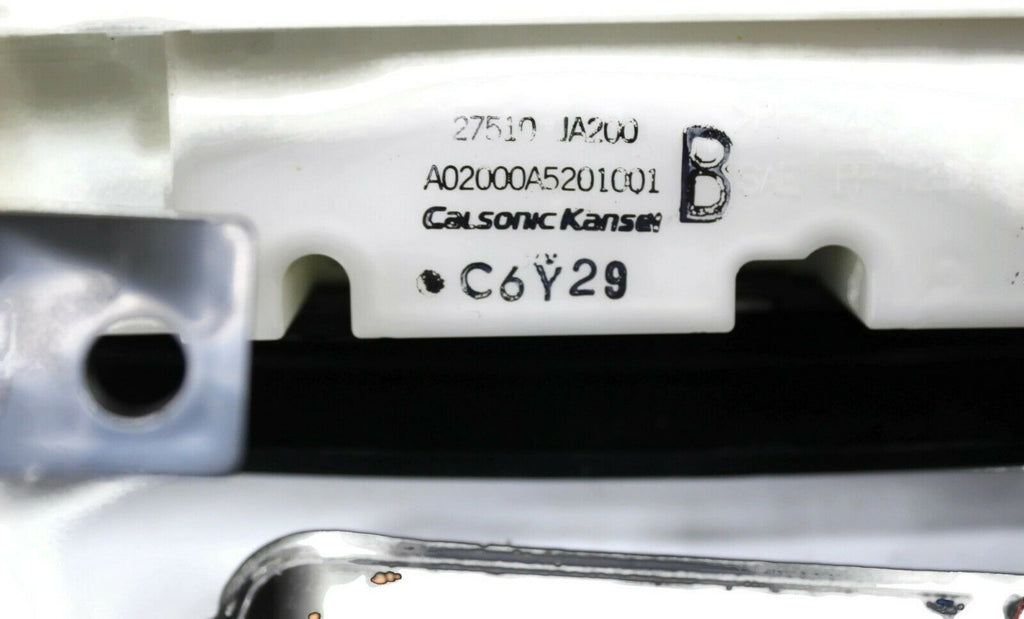 27510 JA200
A02000A5201001
B
Calsonic Kansei
C6Y29